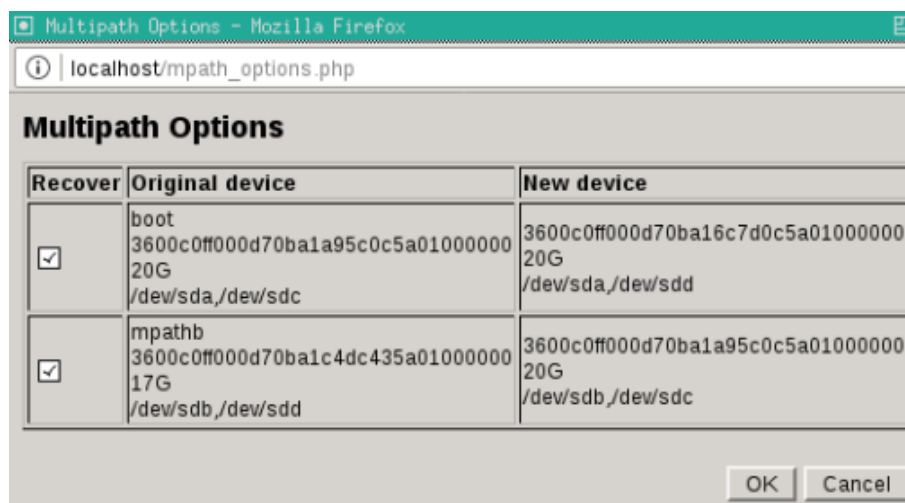 Multipath Options - Mozilla Firefox
localhost/mpath_options.php
Multipath Options
Recover Original device New device
boot
3600c0ff000d70ba1a95c0c5a01000000
20G
/dev/sda,/dev/sdc
3600c0ff000d70ba16c7d0c5a01000000
20G
/dev/sda,/dev/sdd
mpathb
3600c0ff000d70ba1c4dc435a01000000
17G
/dev/sdb,/dev/sdd
3600c0ff000d70ba1a95c0c5a01000000
20G
/dev/sdb,/dev/sdc
OK Cancel